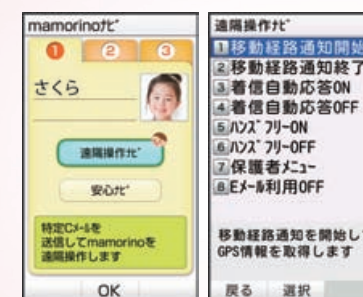 mamorinoナビ
1 2 3
さくら
遠隔操作ナビ
安心ナビ
特定Cメールを
送信してmamorinoを
遠隔操作します
OK
遠隔操作ナビ
1移動経路通知開始
2移動経路通知終了
3着信自動応答ON
4着信自動応答OFF
5ハンズフリーON
6ハンズフリーOFF
7保護者メニュー
8Eメール利用OFF
移動経路通知を開始し
GPS情報を取得します
戻る 選択